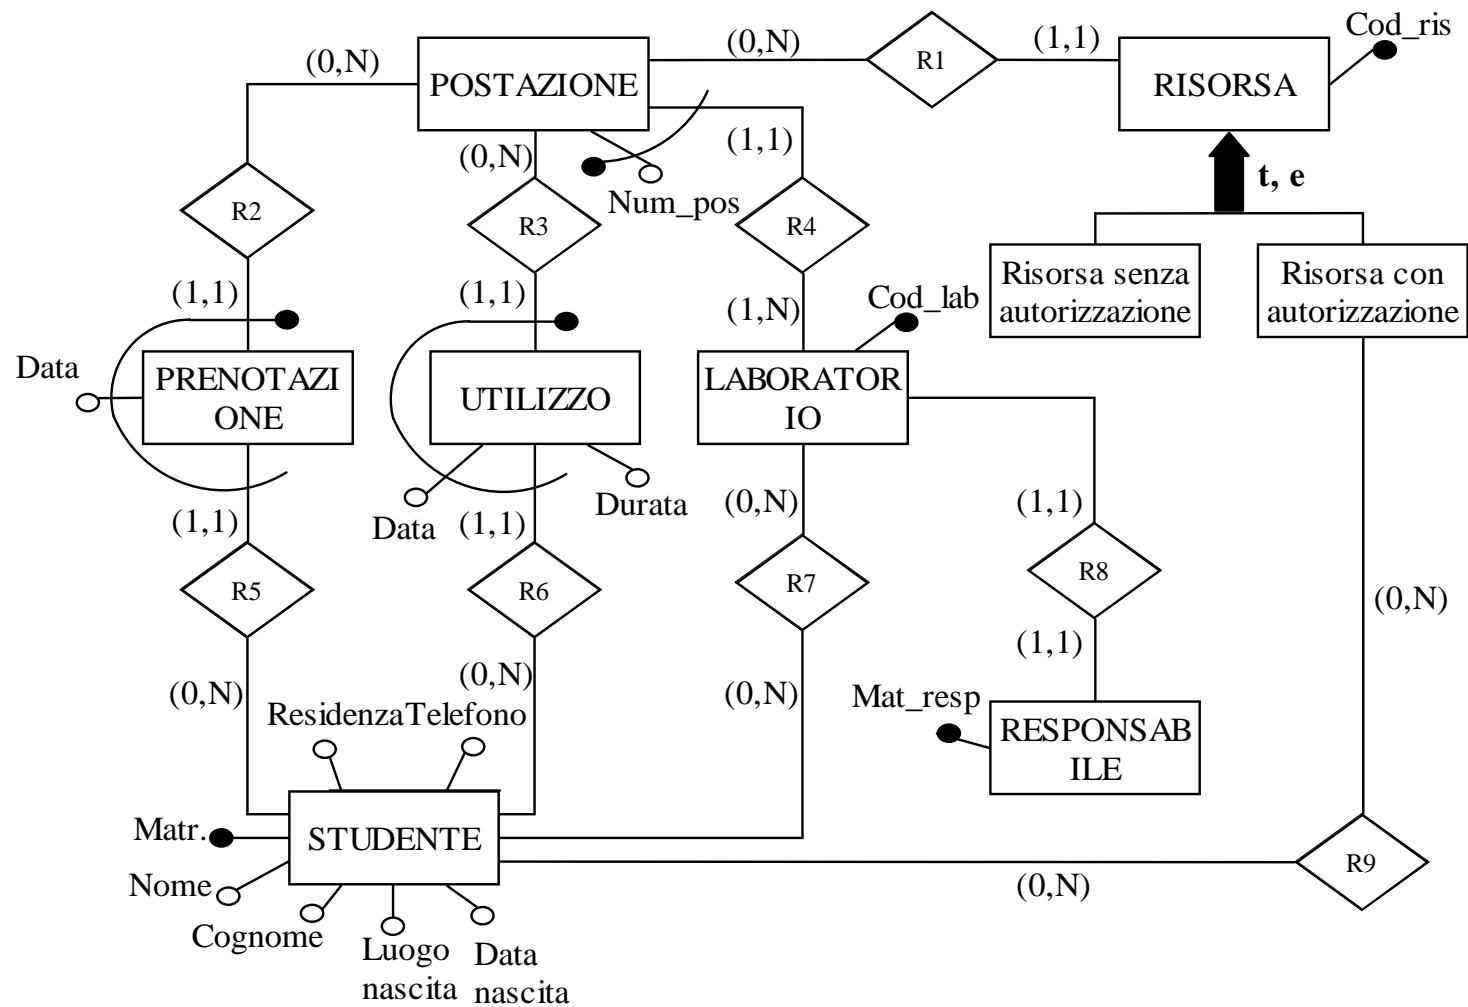 Cod_ris
(0,N)
(1,1)
(0,N)
R1
POSTAZIONE
RISORSA
(0,N)
(1,1)
t, e
Num_pos
R2
R3
R4
Risorsa senza
autorizzazione
Risorsa con
autorizzazione
(1,1)
(1,1)
(1,N)
Cod_lab
Data
PRENOTAZI
ONE
UTILIZZO
LABORATOR
IO
Durata
Data
(1,1)
(1,1)
(0,N)
(1,1)
R5
R6
R7
R8
(0,N)
(1,1)
(0,N)
(0,N)
(0,N)
ResidenzaTelefono
Mat_resp
RESPONSAB
ILE
Matr.
STUDENTE
R9
Nome
(0,N)
Cognome
Luogo
nascita
Data
nascita